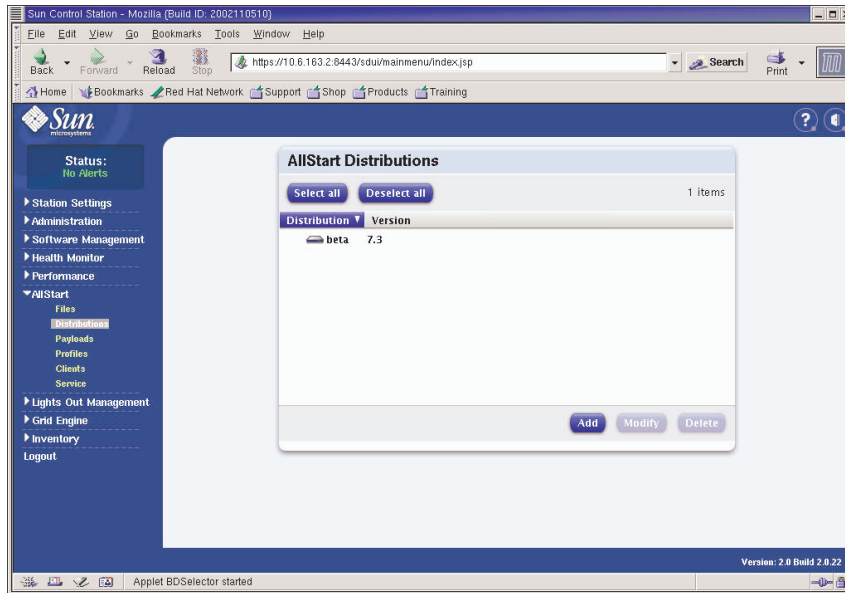 Sun Control Station - Mozilla {Build ID: 2002110510}
File Edit View Go Bookmarks Tools Window Help
Back Forward Reload Stop https://10.6.163.2:8443/sdui/mainmenu/index.jsp Search Print
Home Bookmarks Red Hat Network Support Shop Products Training
Sun
microsystems
?
Status:
No Alerts
Station Settings
Administration
Software Management
Health Monitor
Performance
AllStart
Files
Distributions
Payloads
Profiles
Clients
Service
Lights Out Management
Grid Engine
Inventory
Logout
AllStart Distributions
Select all Deselect all 1 items
Distribution Version
beta 7.3
Add Modify Delete
Version: 2.0 Build 2.0.22
Applet BDSelector started